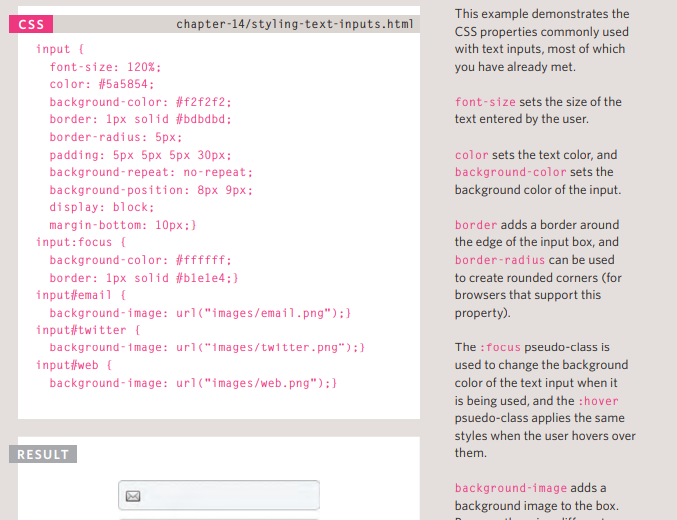 CSS
chapter-14/styling-text-inputs.html
input {
font-size: 120%;
color: #5a5854;
background-color: #f2f2f2;
border: 1px solid #bdbdbd;
border-radius: 5px;
padding: 5px 5px 5px 30px;
background-repeat: no-repeat;
background-position: 8px 9px;
display: block;
margin-bottom: 10px;}
input:focus {
background-color: #ffffff;
border: 1px solid #b1e1e4;}
input#email {
background-image: url("images/email.png");}
input#twitter {
background-image: url("images/twitter.png");}
input#web {
background-image: url("images/web.png");}
RESULT
This example demonstrates the
CSS properties commonly used
with text inputs, most of which
you have already met.
font-size sets the size of the
text entered by the user.
color sets the text color, and
background-color sets the
background color of the input.
border adds a border around
the edge of the input box, and
border-radius can be used
to create rounded corners (for
browsers that support this
property).
The :focus pseudo-class is
used to change the background
color of the text input when it
is being used, and the :hover
psuedo-class applies the same
styles when the user hovers over
them.
background-image adds a
background image to the box.